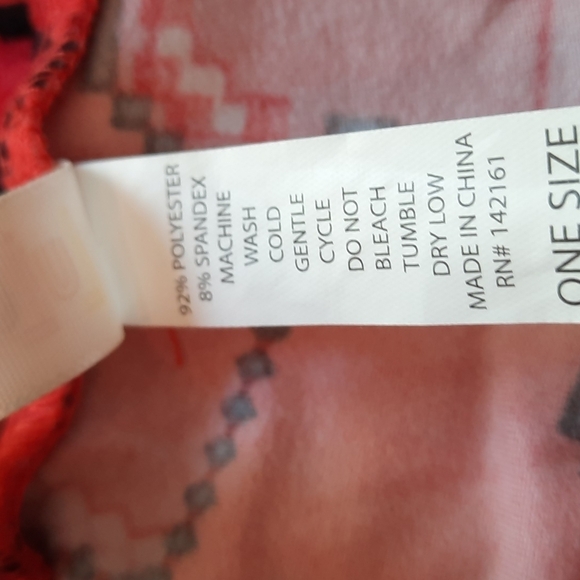 92% POLYESTER
8% SPANDEX
MACHINE
WASH
COLD
GENTLE
CYCLE
DO NOT
BLEACH
TUMBLE
DRY LOW
MADE IN CHINA
RN# 142161
ONE SIZE